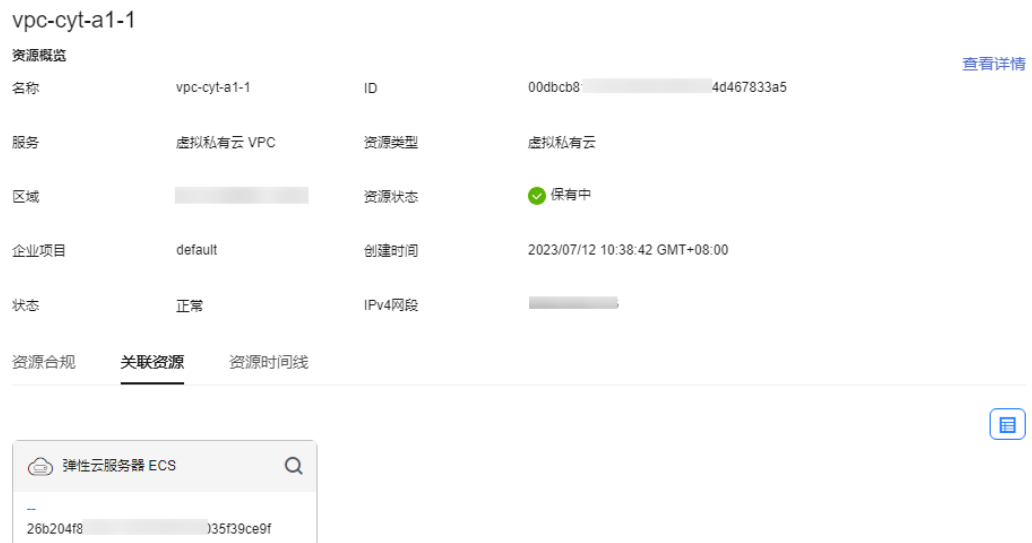 vpc-cyt-a1-1
资源概览
查看详情
名称 vpc-cyt-a1-1 ID 00dbcb8 4d467833a5
服务 虚拟私有云 VPC 资源类型 虚拟私有云
区域 资源状态 保有中
企业项目 default 创建时间 2023/07/12 10:38:42 GMT+08:00
状态 正常 IPv4网段
资源合规 关联资源 资源时间线
弹性云服务器 ECS
--
26b204f8 035f39ce9f